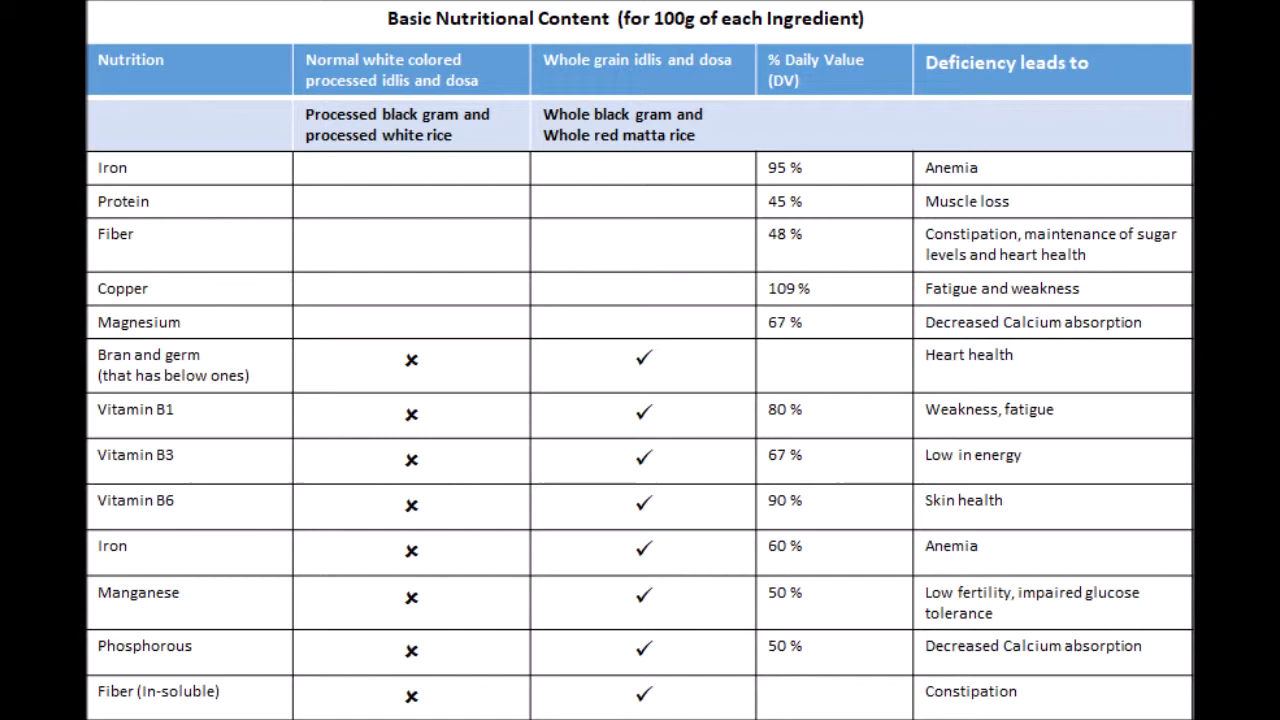 Basic Nutritional Content (for 100g of each Ingredient)
Nutrition
Normal white colored
processed idlis and dosa
Whole grain idlis and dosa
% Daily Value
(DV)
Deficiency leads to
Processed black gram and
processed white rice
Whole black gram and
Whole red matta rice
Iron
95 %
Anemia
Protein
45 %
Muscle loss
Fiber
48 %
Constipation, maintenance of sugar
levels and heart health
Copper
109 %
Fatigue and weakness
Magnesium
67 %
Decreased Calcium absorption
Bran and germ
(that has below ones)
✘
✓
Heart health
Vitamin B1
✘
✓
80 %
Weakness, fatigue
Vitamin B3
✘
✓
67 %
Low in energy
Vitamin B6
✘
✓
90 %
Skin health
Iron
✘
✓
60 %
Anemia
Manganese
✘
✓
50 %
Low fertility, impaired glucose
tolerance
Phosphorous
✘
✓
50 %
Decreased Calcium absorption
Fiber (In-soluble)
✘
✓
Constipation